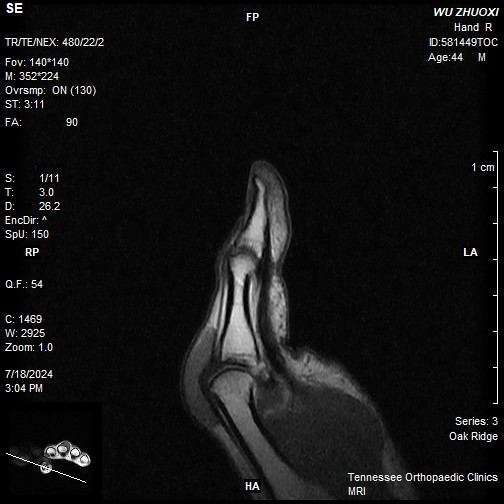 SE
FP
WU ZHUOXI
Hand R
ID:581449TOC
Age:44 M
TR/TE/NEX: 480/22/2
Fov: 140*140
M: 352*224
Ovrsmp: ON (130)
ST: 3:11
FA: 90
1 cm
S: 1/11
T: 3.0
D: 26.2
EncDir: ^
SpU: 150
RP
LA
Q.F.: 54
C: 1469
W: 2925
Zoom: 1.0
7/18/2024
3:04 PM
Series: 3
Oak Ridge
Tennessee Orthopaedic Clinics
MRI
HA